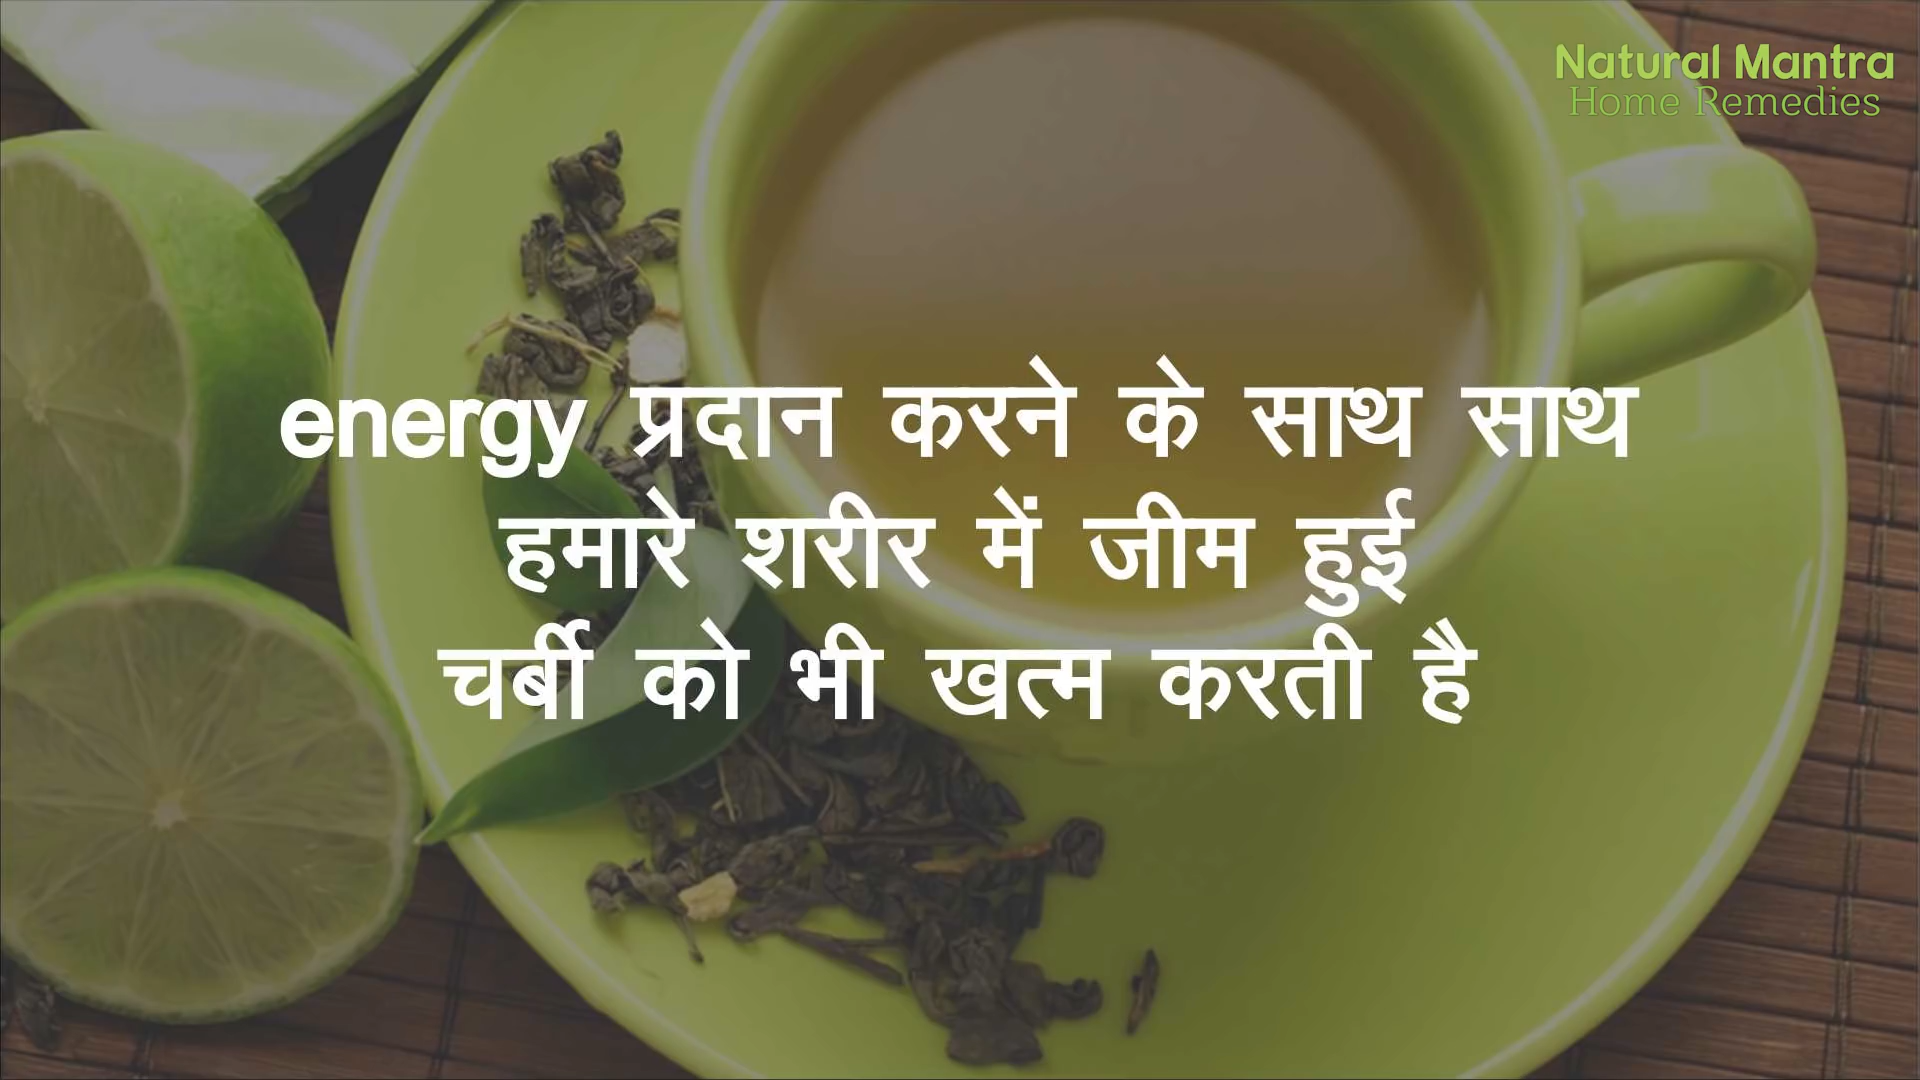 Natural Mantra
Home Remedies
energy प्रदान करने के साथ साथ
हमारे शरीर में जीम हुई
चर्बी को भी खत्म करती है